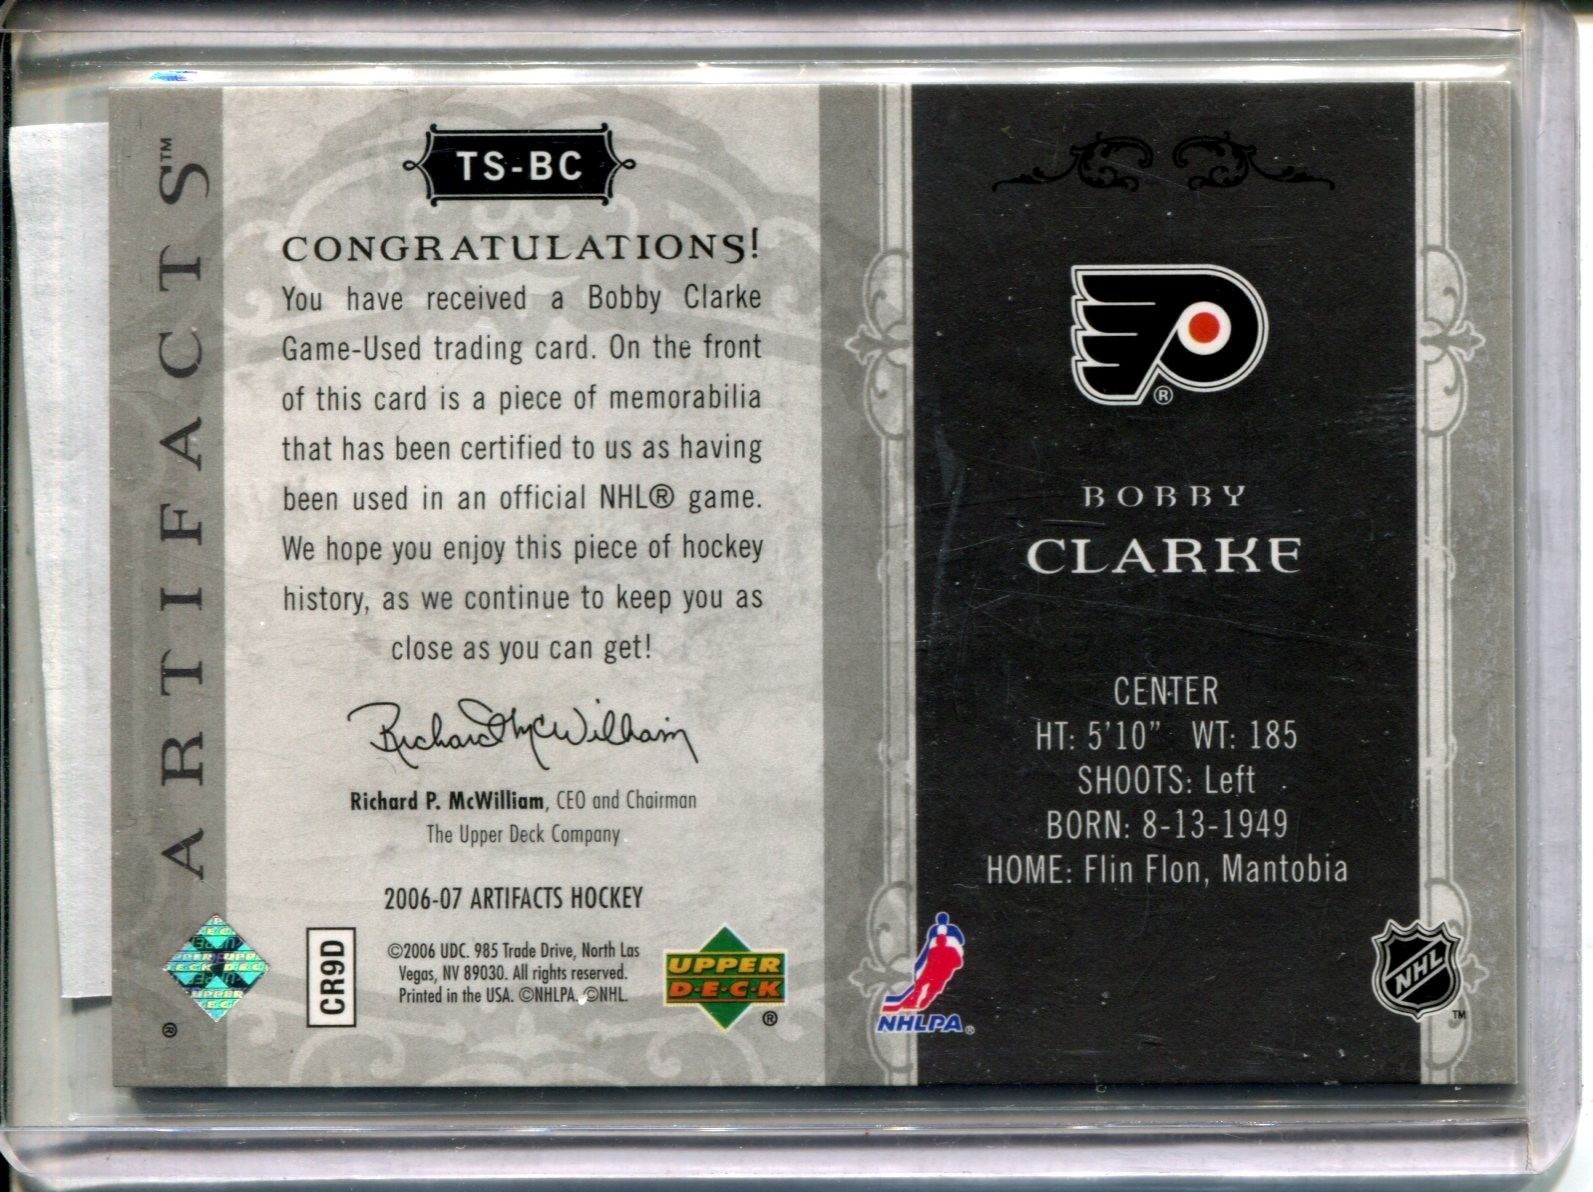 ARTIFACTS™
TS-BC
CONGRATULATIONS!
You have received a Bobby Clarke
Game-Used trading card. On the front
of this card is a piece of memorabilia
that has been certified to us as having
been used in an official NHL® game.
We hope you enjoy this piece of hockey
history, as we continue to keep you as
close as you can get!
Richard McWilliam
Richard P. McWilliam, CEO and Chairman
The Upper Deck Company
2006-07 ARTIFACTS HOCKEY
CR9D
©2006 UDC. 985 Trade Drive, North Las
Vegas, NV 89030. All rights reserved.
Printed in the USA. ©NHLPA. ©NHL.
UPPER
DECK
®
®
®
BOBBY
CLARKE
CENTER
HT: 5'10" WT: 185
SHOOTS: Left
BORN: 8-13-1949
HOME: Flin Flon, Mantobia
NHLPA®
NHL
TM